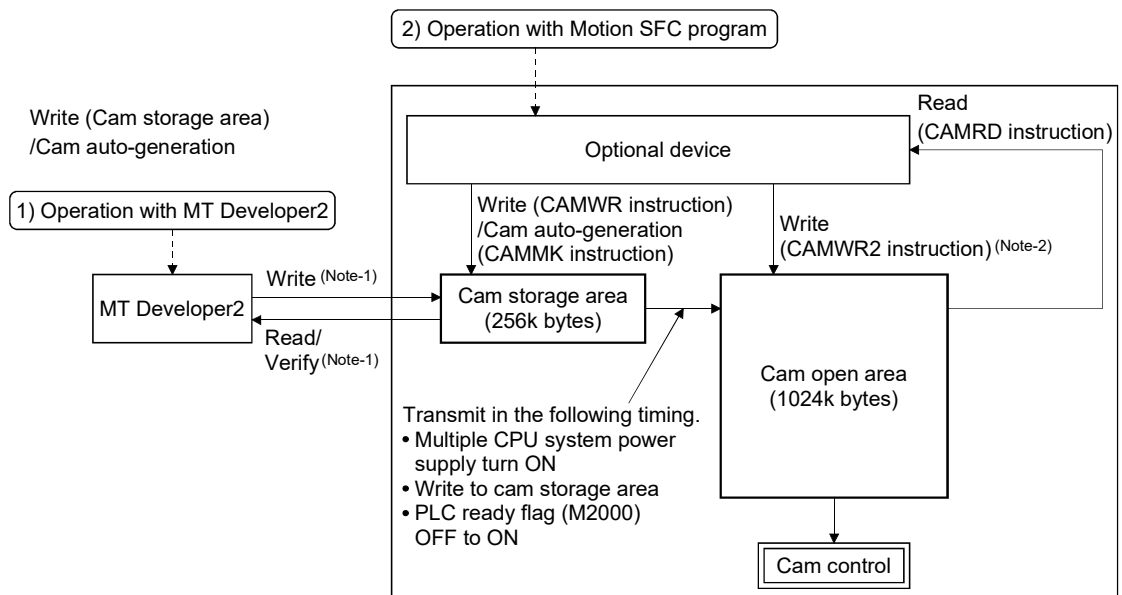 2) Operation with Motion SFC program
Write (Cam storage area)
/Cam auto-generation
Read
(CAMRD instruction)
Optional device
1) Operation with MT Developer2
Write (CAMWR instruction)
/Cam auto-generation
(CAMMK instruction)
Write
(CAMWR2 instruction)(Note-2)
MT Developer2
Write(Note-1)
Read/
Verify(Note-1)
Cam storage area
(256k bytes)
Cam open area
(1024k bytes)
Transmit in the following timing.
• Multiple CPU system power
supply turn ON
• Write to cam storage area
• PLC ready flag (M2000)
OFF to ON
Cam control